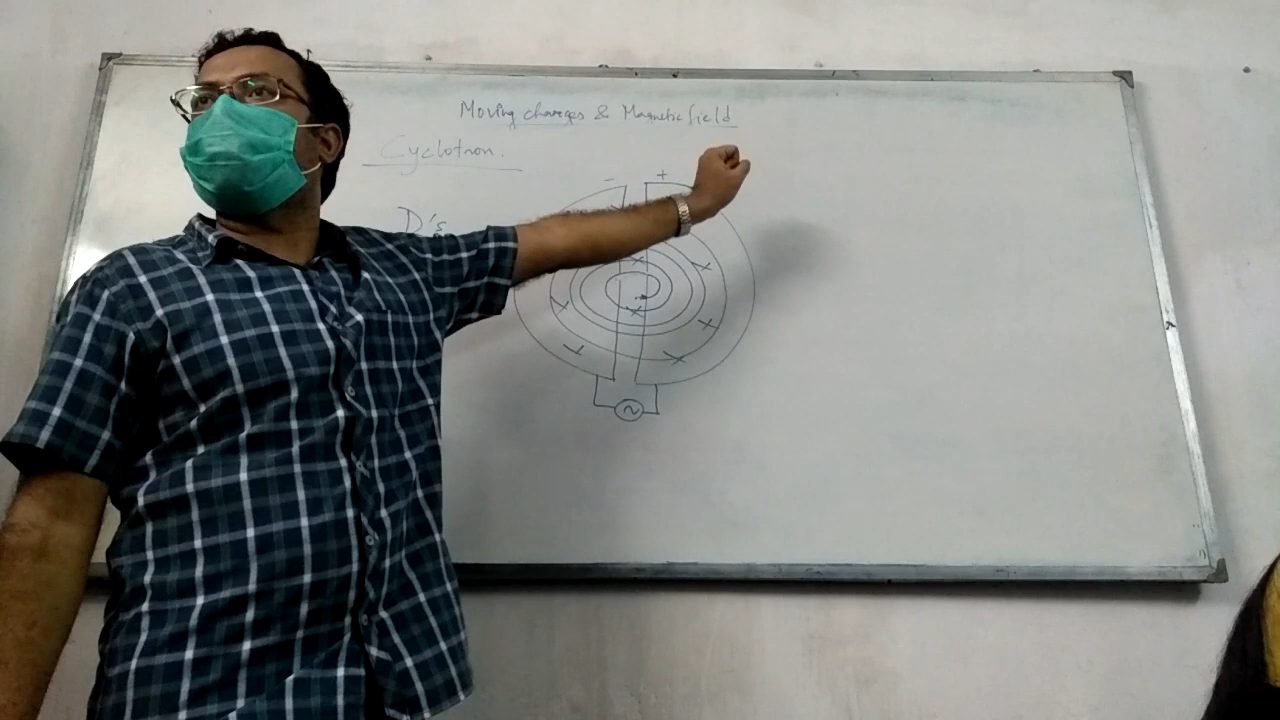 Moving charges & Magnetic field
Cyclotron.
- +
D's